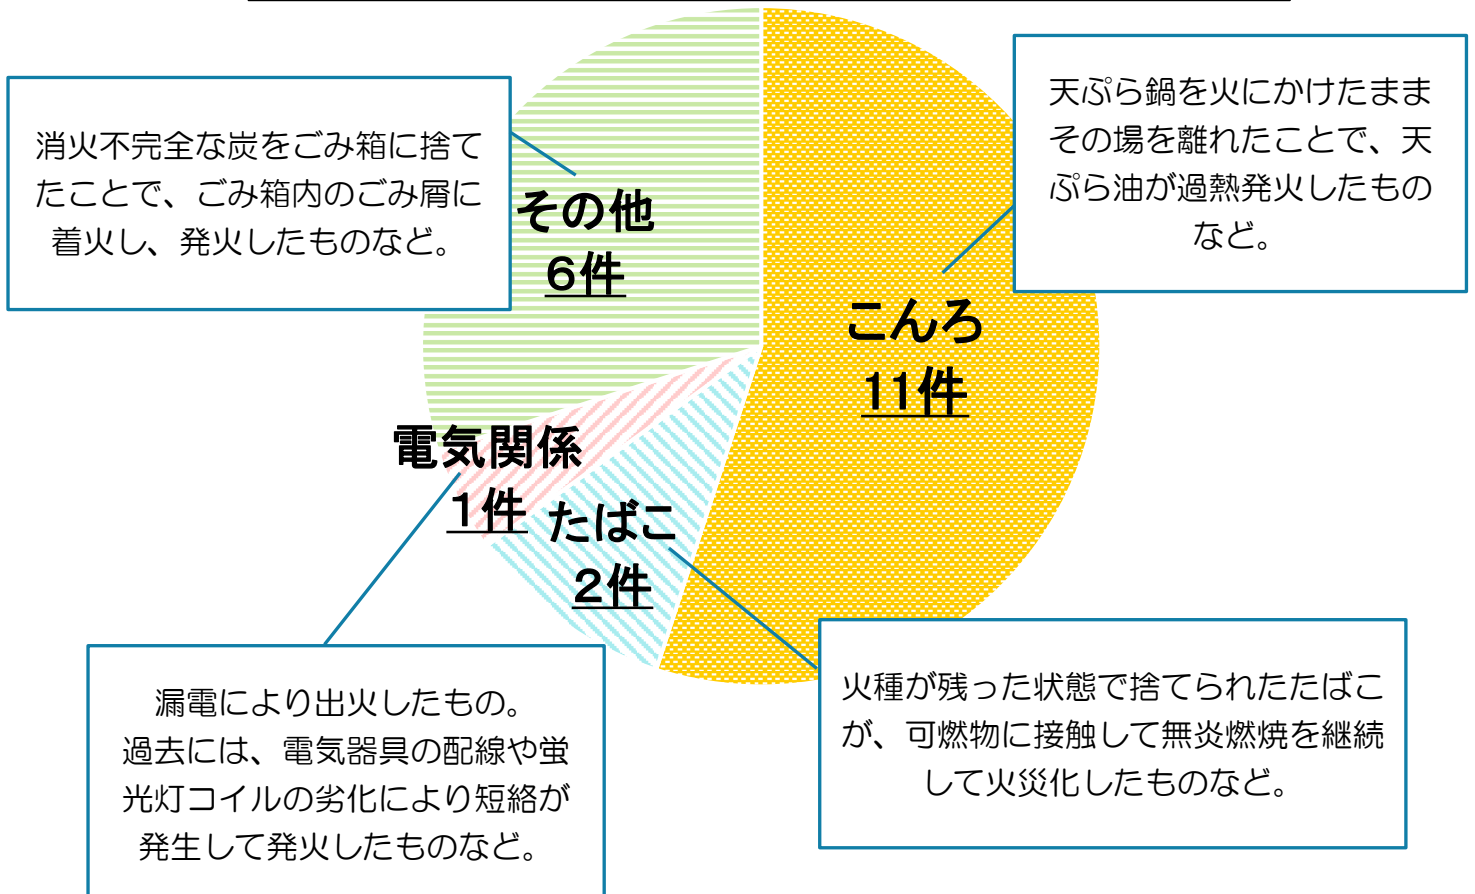 天ぷら鍋を火にかけたまま
その場を離れたことで、天
ぷら油が過熱発火したもの
など。
消火不完全な炭をごみ箱に捨て
たことで、ごみ箱内のごみ屑に
着火し、発火したものなど。
その他
6件
こんろ
11件
電気関係
1件
たばこ
2件
漏電により出火したもの。
過去には、電気器具の配線や蛍
光灯コイルの劣化により短絡が
発生して発火したものなど。
火種が残った状態で捨てられたたばこ
が、可燃物に接触して無炎燃焼を継続
して火災化したものなど。